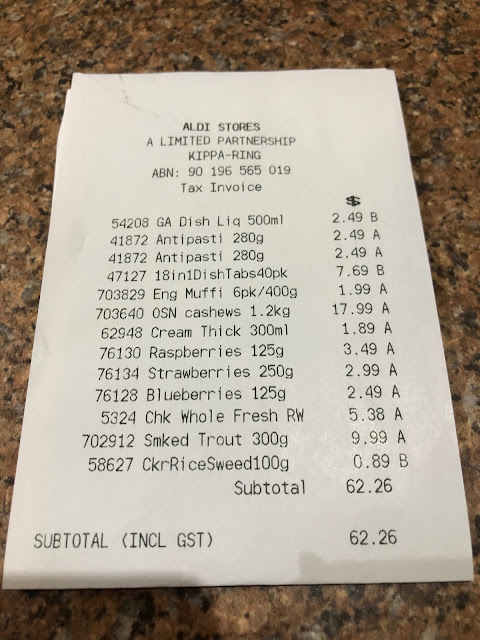 ALDI STORES
A LIMITED PARTNERSHIP
KIPPA-RING
ABN: 90 196 565 019
Tax Invoice
$
54208 GA Dish Liq 500ml 2.49 B
41872 Antipasti 280g 2.49 A
41872 Antipasti 280g 2.49 A
47127 18in1DishTabs40pk 7.69 B
703829 Eng Muffi 6pk/400g 1.99 A
703640 OSN cashews 1.2kg 17.99 A
62948 Cream Thick 300ml 1.89 A
76130 Raspberries 125g 3.49 A
76134 Strawberries 250g 2.99 A
76128 Blueberries 125g 2.49 A
5324 Chk Whole Fresh RW 5.38 A
702912 Smked Trout 300g 9.99 A
58627 CkrRiceSweed100g 0.89 B
Subtotal 62.26
SUBTOTAL (INCL GST) 62.26